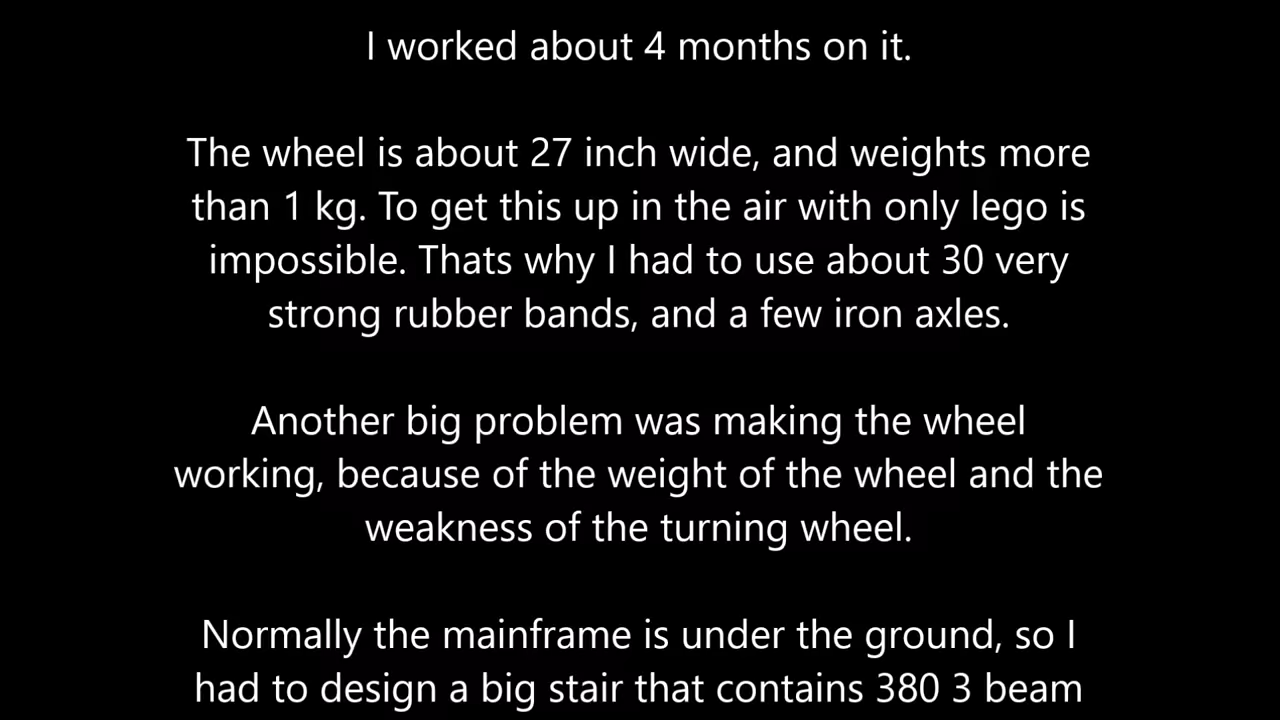 I worked about 4 months on it.
The wheel is about 27 inch wide, and weights more
than 1 kg. To get this up in the air with only lego is
impossible. Thats why I had to use about 30 very
strong rubber bands, and a few iron axles.
Another big problem was making the wheel
working, because of the weight of the wheel and the
weakness of the turning wheel.
Normally the mainframe is under the ground, so I
had to design a big stair that contains 380 3 beam